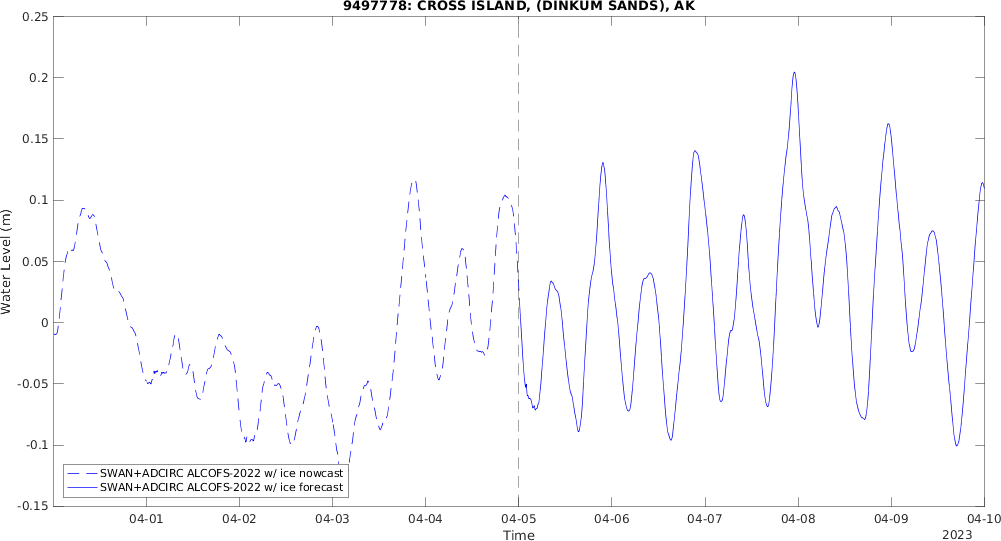 9497778: CROSS ISLAND, (DINKUM SANDS), AK
0.25
0.2
0.15
0.1
0.05
0
-0.05
-0.1
-0.15
Water Level (m)
SWAN+ADCIRC ALCOFS-2022 w/ ice nowcast
SWAN+ADCIRC ALCOFS-2022 w/ ice forecast
04-01 04-02 04-03 04-04 04-05 04-06 04-07 04-08 04-09 04-10
Time
2023